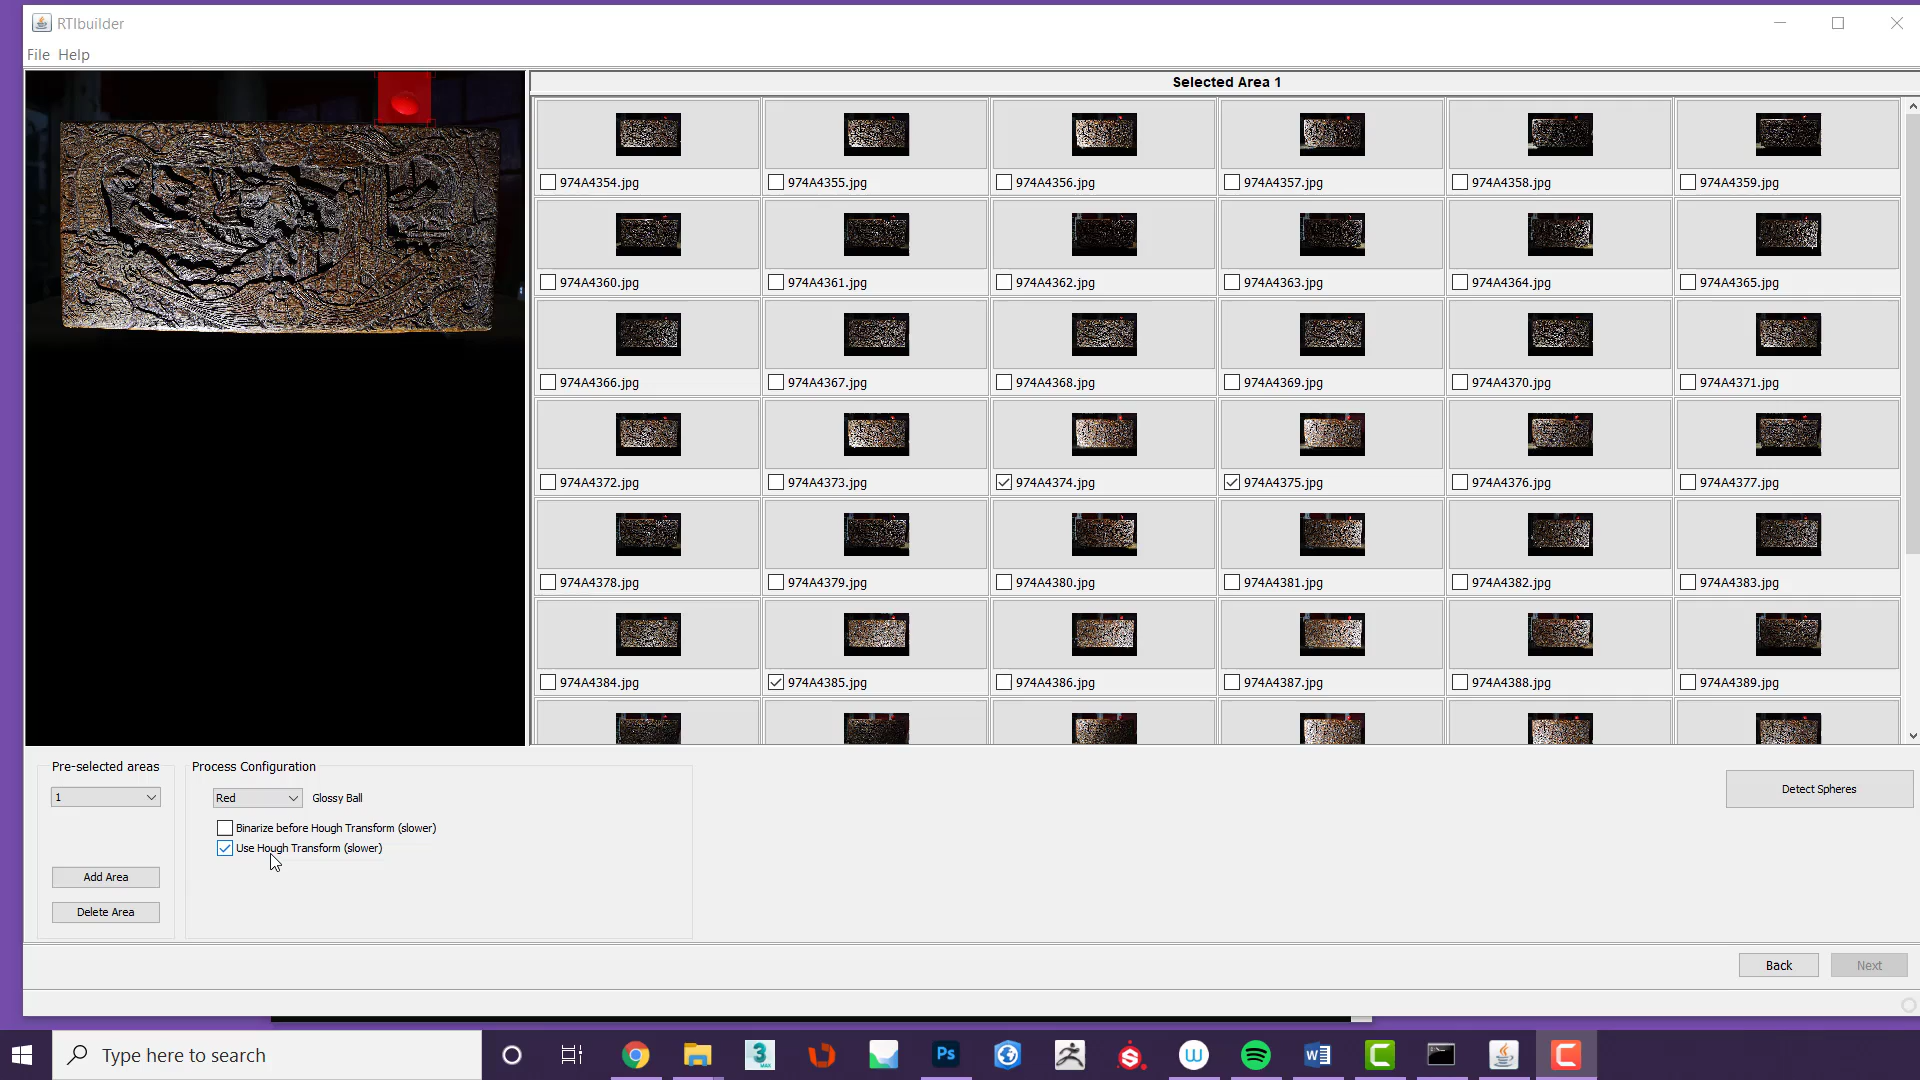 RTIbuilder
File Help
Selected Area 1
974A4354.jpg 974A4355.jpg 974A4356.jpg 974A4357.jpg 974A4358.jpg 974A4359.jpg
974A4360.jpg 974A4361.jpg 974A4362.jpg 974A4363.jpg 974A4364.jpg 974A4365.jpg
974A4366.jpg 974A4367.jpg 974A4368.jpg 974A4369.jpg 974A4370.jpg 974A4371.jpg
974A4372.jpg 974A4373.jpg 974A4374.jpg 974A4375.jpg 974A4376.jpg 974A4377.jpg
974A4378.jpg 974A4379.jpg 974A4380.jpg 974A4381.jpg 974A4382.jpg 974A4383.jpg
974A4384.jpg 974A4385.jpg 974A4386.jpg 974A4387.jpg 974A4388.jpg 974A4389.jpg
Pre-selected areas
1
Add Area
Delete Area
Process Configuration
Red Glossy Ball
Binarize before Hough Transform (slower)
Use Hough Transform (slower)
Detect Spheres
Back Next
Type here to search
3
Ps
W